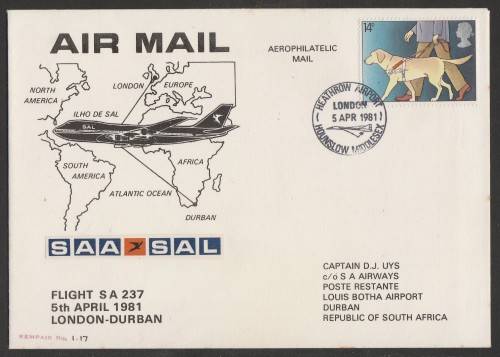 AIR MAIL
AEROPHILATELIC
MAIL
14p
HEATHROW AIRPORT
LONDON
5 APR 1981
HOUNSLOW MIDDLESEX
NORTH
AMERICA
LONDON
EUROPE
ILHO DE SAL
SAL
SOUTH
AMERICA
AFRICA
ATLANTIC OCEAN
DURBAN
SAA SAL
FLIGHT SA 237
5th APRIL 1981
LONDON-DURBAN
CAPTAIN D.J. UYS
c/o S A AIRWAYS
POSTE RESTANTE
LOUIS BOTHA AIRPORT
DURBAN
REPUBLIC OF SOUTH AFRICA
1.17